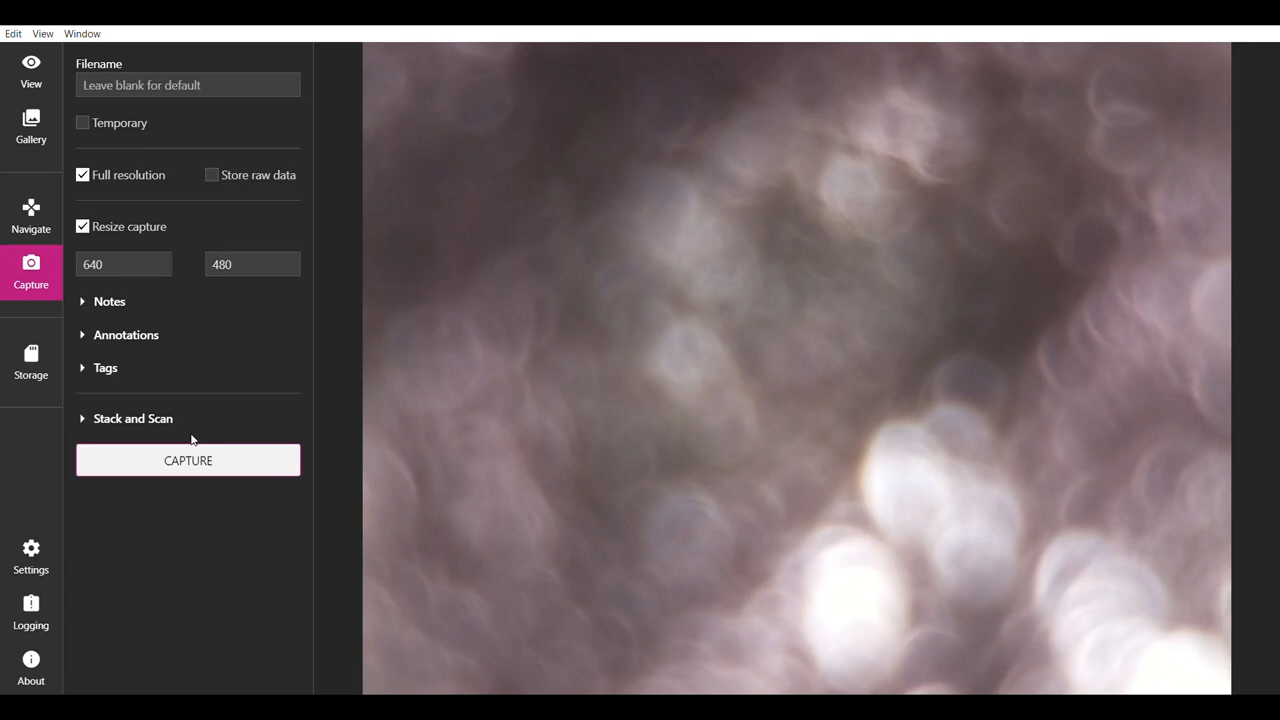 Edit View Window
View
Gallery
Navigate
Capture
Storage
Settings
Logging
About
Filename
Leave blank for default
Temporary
Full resolution Store raw data
Resize capture
640 480
Notes
Annotations
Tags
Stack and Scan
CAPTURE